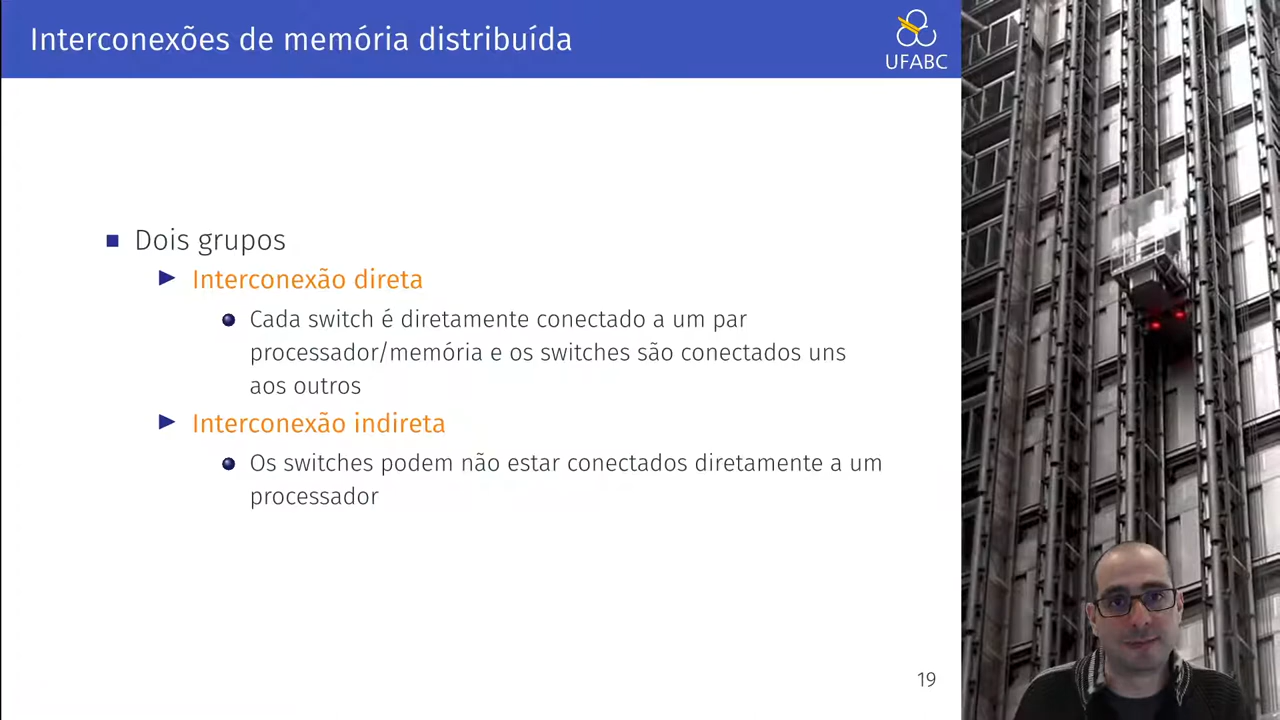 Interconexões de memória distribuída
UFABC
Dois grupos
Interconexão direta
Cada switch é diretamente conectado a um par
processador/memória e os switches são conectados uns
aos outros
Interconexão indireta
Os switches podem não estar conectados diretamente a um
processador
19